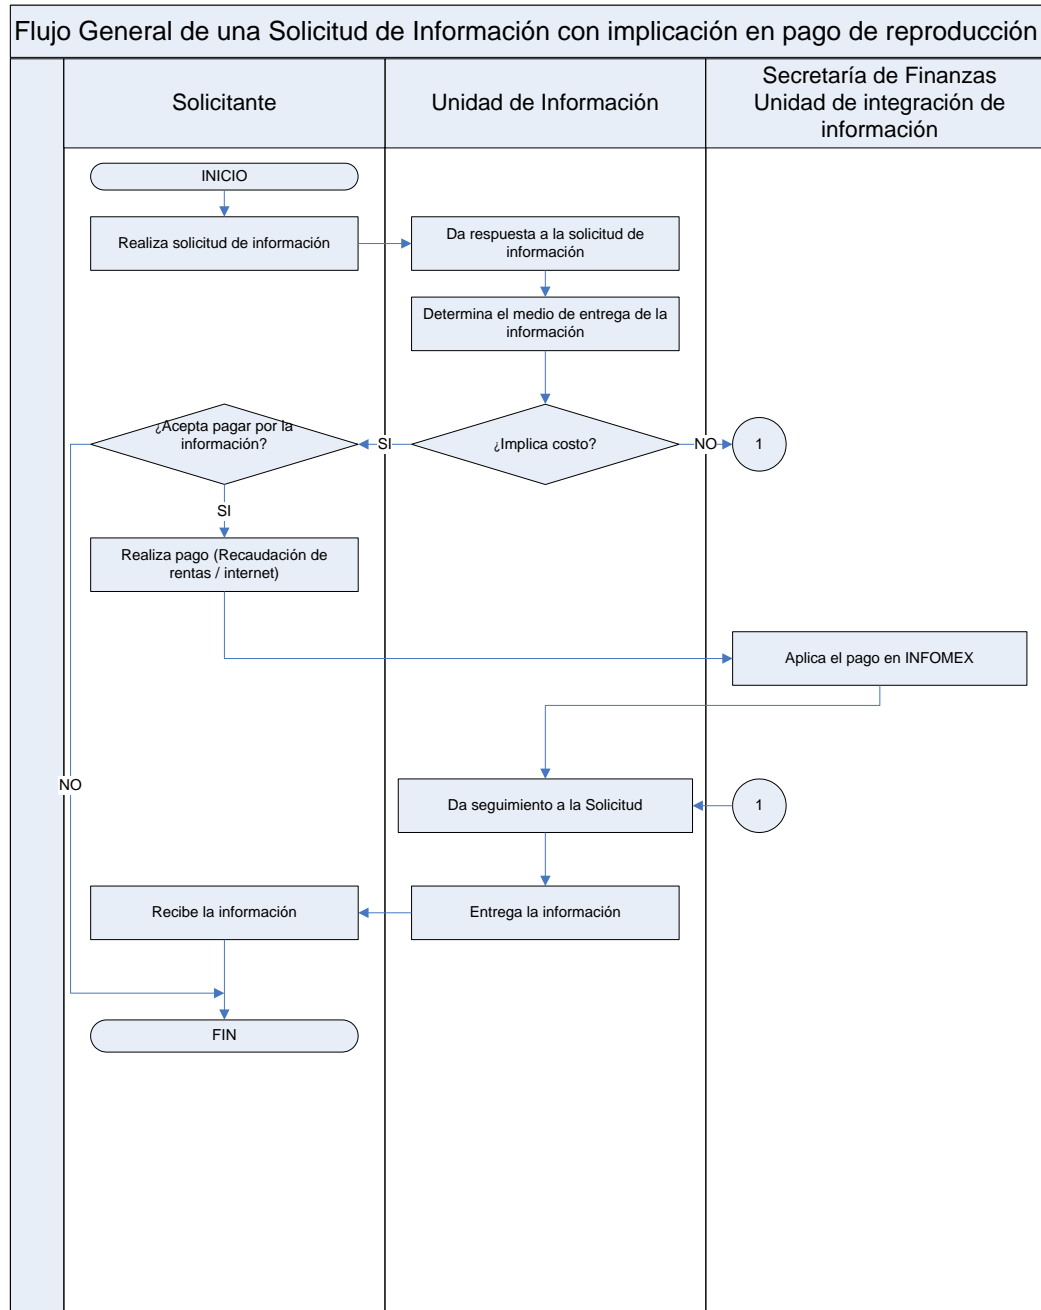 Flujo General de una Solicitud de Información con implicación en pago de reproducción
Solicitante
Unidad de Información
Secretaría de Finanzas
Unidad de integración de
información
INICIO
Realiza solicitud de información
Da respuesta a la solicitud de
información
Determina el medio de entrega de la
información
¿Acepta pagar por la
información?
SI
¿Implica costo?
NO
1
SI
Realiza pago (Recaudación de
rentas / internet)
Aplica el pago en INFOMEX
NO
Da seguimiento a la Solicitud
1
Recibe la información
Entrega la información
FIN